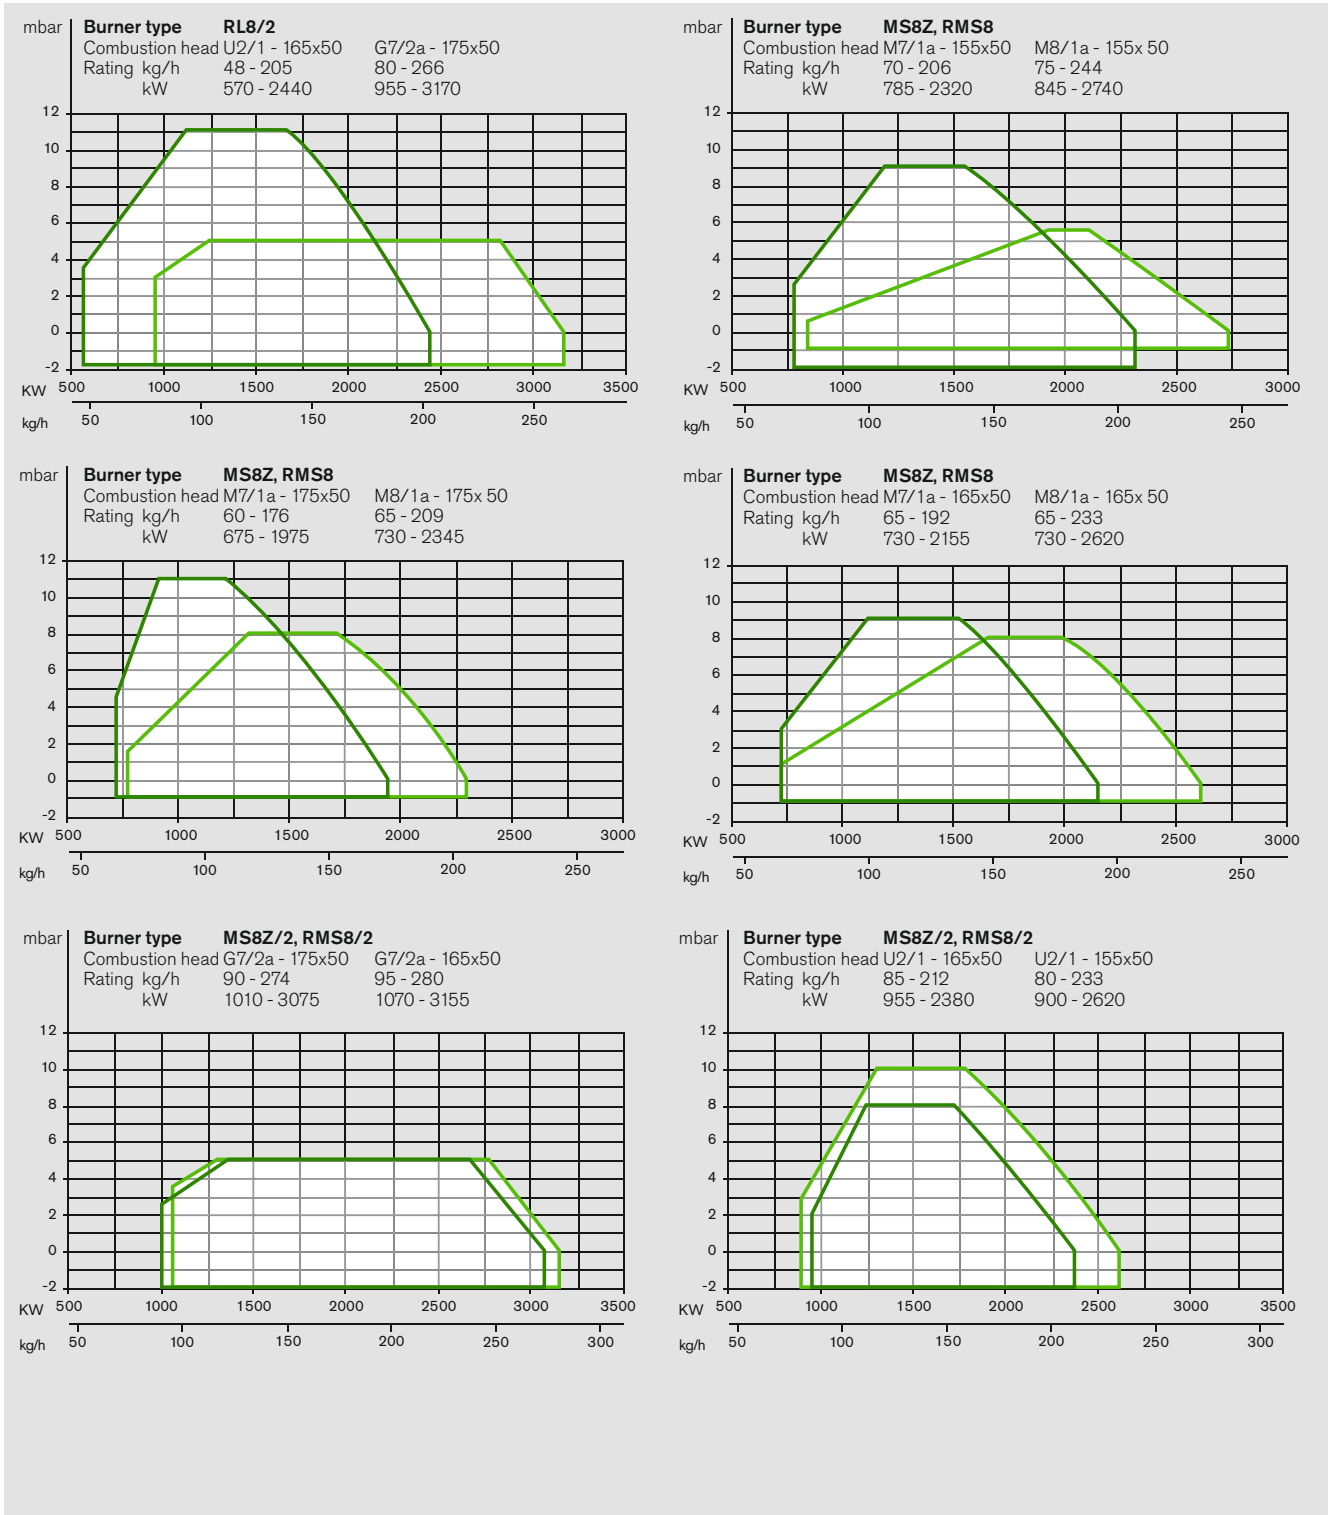 mbar Burner type RL8/2
Combustion head U2/1 - 165x50 G7/2a - 175x50
Rating kg/h 48 - 205 80 - 266
kW 570 - 2440 955 - 3170
12
10
8
6
4
2
0
-2
KW 500 1000 1500 2000 2500 3000 3500
kg/h 50 100 150 200 250
mbar Burner type MS8Z, RMS8
Combustion head M7/1a - 155x50 M8/1a - 155x 50
Rating kg/h 70 - 206 75 - 244
kW 785 - 2320 845 - 2740
12
10
8
6
4
2
0
-2
KW 500 1000 1500 2000 2500 3000
kg/h 50 100 150 200 250
mbar Burner type MS8Z, RMS8
Combustion head M7/1a - 175x50 M8/1a - 175x 50
Rating kg/h 60 - 176 65 - 209
kW 675 - 1975 730 - 2345
12
10
8
6
4
2
0
-2
KW 500 1000 1500 2000 2500 3000
kg/h 50 100 150 200 250
mbar Burner type MS8Z, RMS8
Combustion head M7/1a - 165x50 M8/1a - 165x 50
Rating kg/h 65 - 192 65 - 233
kW 730 - 2155 730 - 2620
12
10
8
6
4
2
0
-2
KW 500 1000 1500 2000 2500 3000
kg/h 50 100 150 200 250
mbar Burner type MS8Z/2, RMS8/2
Combustion head G7/2a - 175x50 G7/2a - 165x50
Rating kg/h 90 - 274 95 - 280
kW 1010 - 3075 1070 - 3155
12
10
8
6
4
2
0
-2
KW 500 1000 1500 2000 2500 3000 3500
kg/h 50 100 150 200 250 300
mbar Burner type MS8Z/2, RMS8/2
Combustion head U2/1 - 165x50 U2/1 - 155x50
Rating kg/h 85 - 212 80 - 233
kW 955 - 2380 900 - 2620
12
10
8
6
4
2
0
-2
KW 500 1000 1500 2000 2500 3000 3500
kg/h 50 100 150 200 250 300